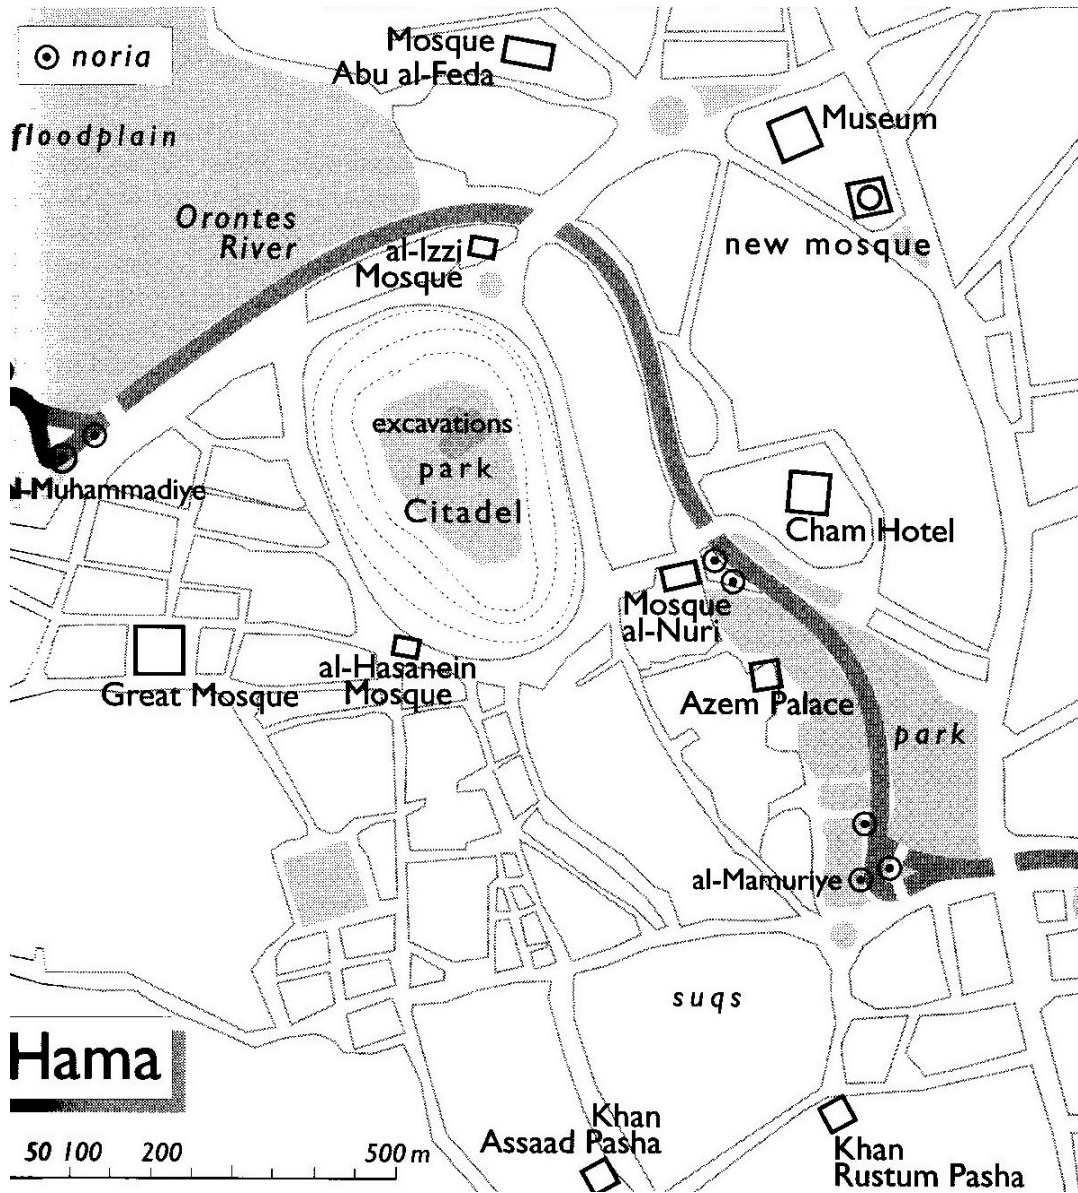 noria
Mosque
Abu al-Feda
Museum
floodplain
Orontes
River
al-Izzi
Mosque
new mosque
excavations
park
Citadel
l-Muhammadiye
Cham Hotel
Mosque
al-Nuri
Great Mosque
al-Hasanein
Mosque
Azem Palace
park
al-Mamuriye
suqs
Hama
Khan
Assaad Pasha
Khan
Rustum Pasha
50 100 200 500 m